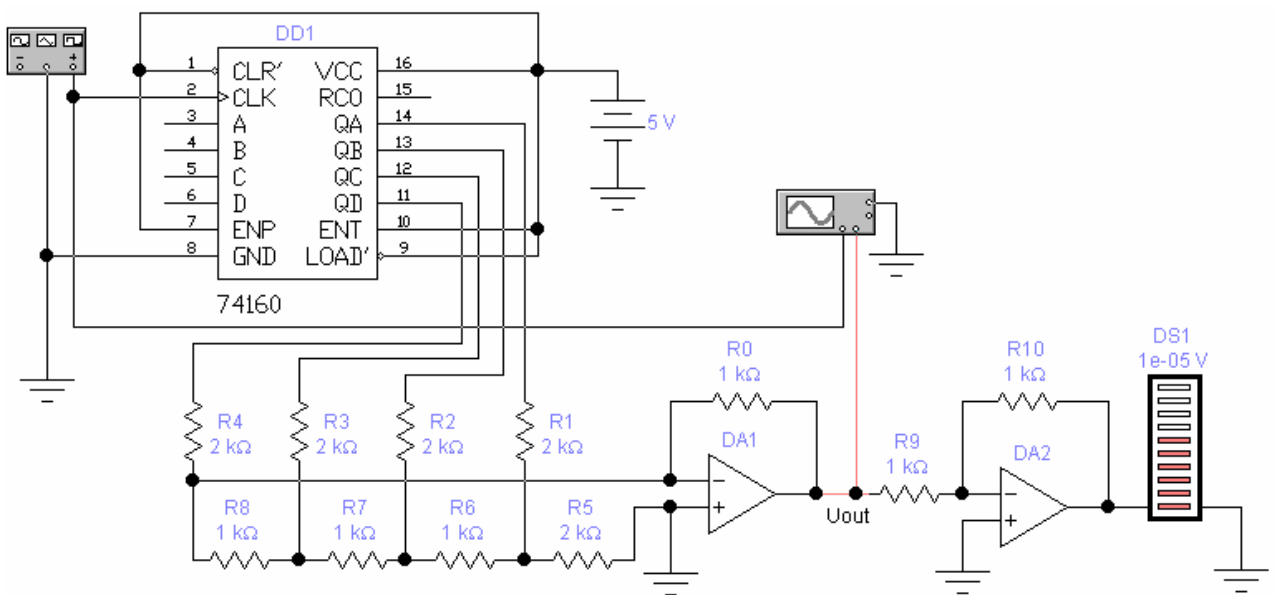 DD1
1 CLR' VCC 16
2 CLK RCO 15
3 A QA 14
4 B QB 13
5 C QC 12
6 D QD 11
7 ENP ENT 10
8 GND LOAD' 9
74160
5 V
- +
R0
1 kΩ
R10
1 kΩ
DS1
1e-05 V
R4
2 kΩ
R3
2 kΩ
R2
2 kΩ
R1
2 kΩ
DA1
- +
R9
1 kΩ
DA2
- +
Uout
R8
1 kΩ
R7
1 kΩ
R6
1 kΩ
R5
2 kΩ